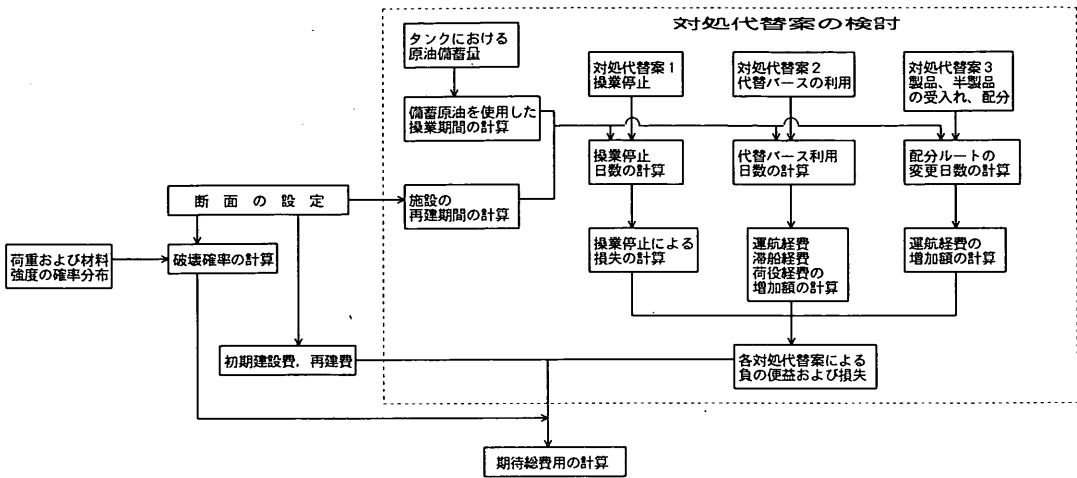 対処代替案の検討
タンクにおける
原油備蓄量
対処代替案1
操業停止
対処代替案2
代替バースの利用
対処代替案3
製品、半製品
の受入れ、配分
備蓄原油を使用した
操業期間の計算
操業停止
日数の計算
代替バース利用
日数の計算
配分ルートの
変更日数の計算
断面の設定
施設の
再建期間の計算
荷重および材料
強度の確率分布
破壊確率の計算
操業停止による
損失の計算
運航経費
滞船経費
荷役経費の
増加額の計算
運航経費の
増加額の計算
初期建設費，再建費
各対処代替案による
負の便益および損失
期待総費用の計算